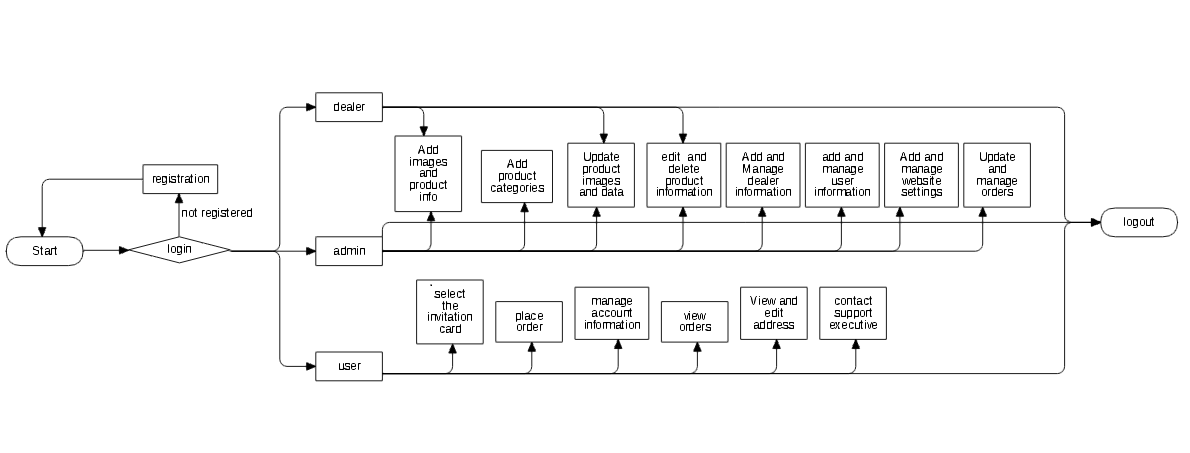 dealer
Add
images
and
product
info
Add
product
categories
Update
product
images
and data
edit and
delete
product
information
Add and
Manage
dealer
information
add and
manage
user
information
Add and
manage
website
settings
Update
and
manage
orders
registration
not registered
Start
login
admin
logout
select
the
invitation
card
place
order
manage
account
information
view
orders
View and
edit
address
contact
support
executive
user